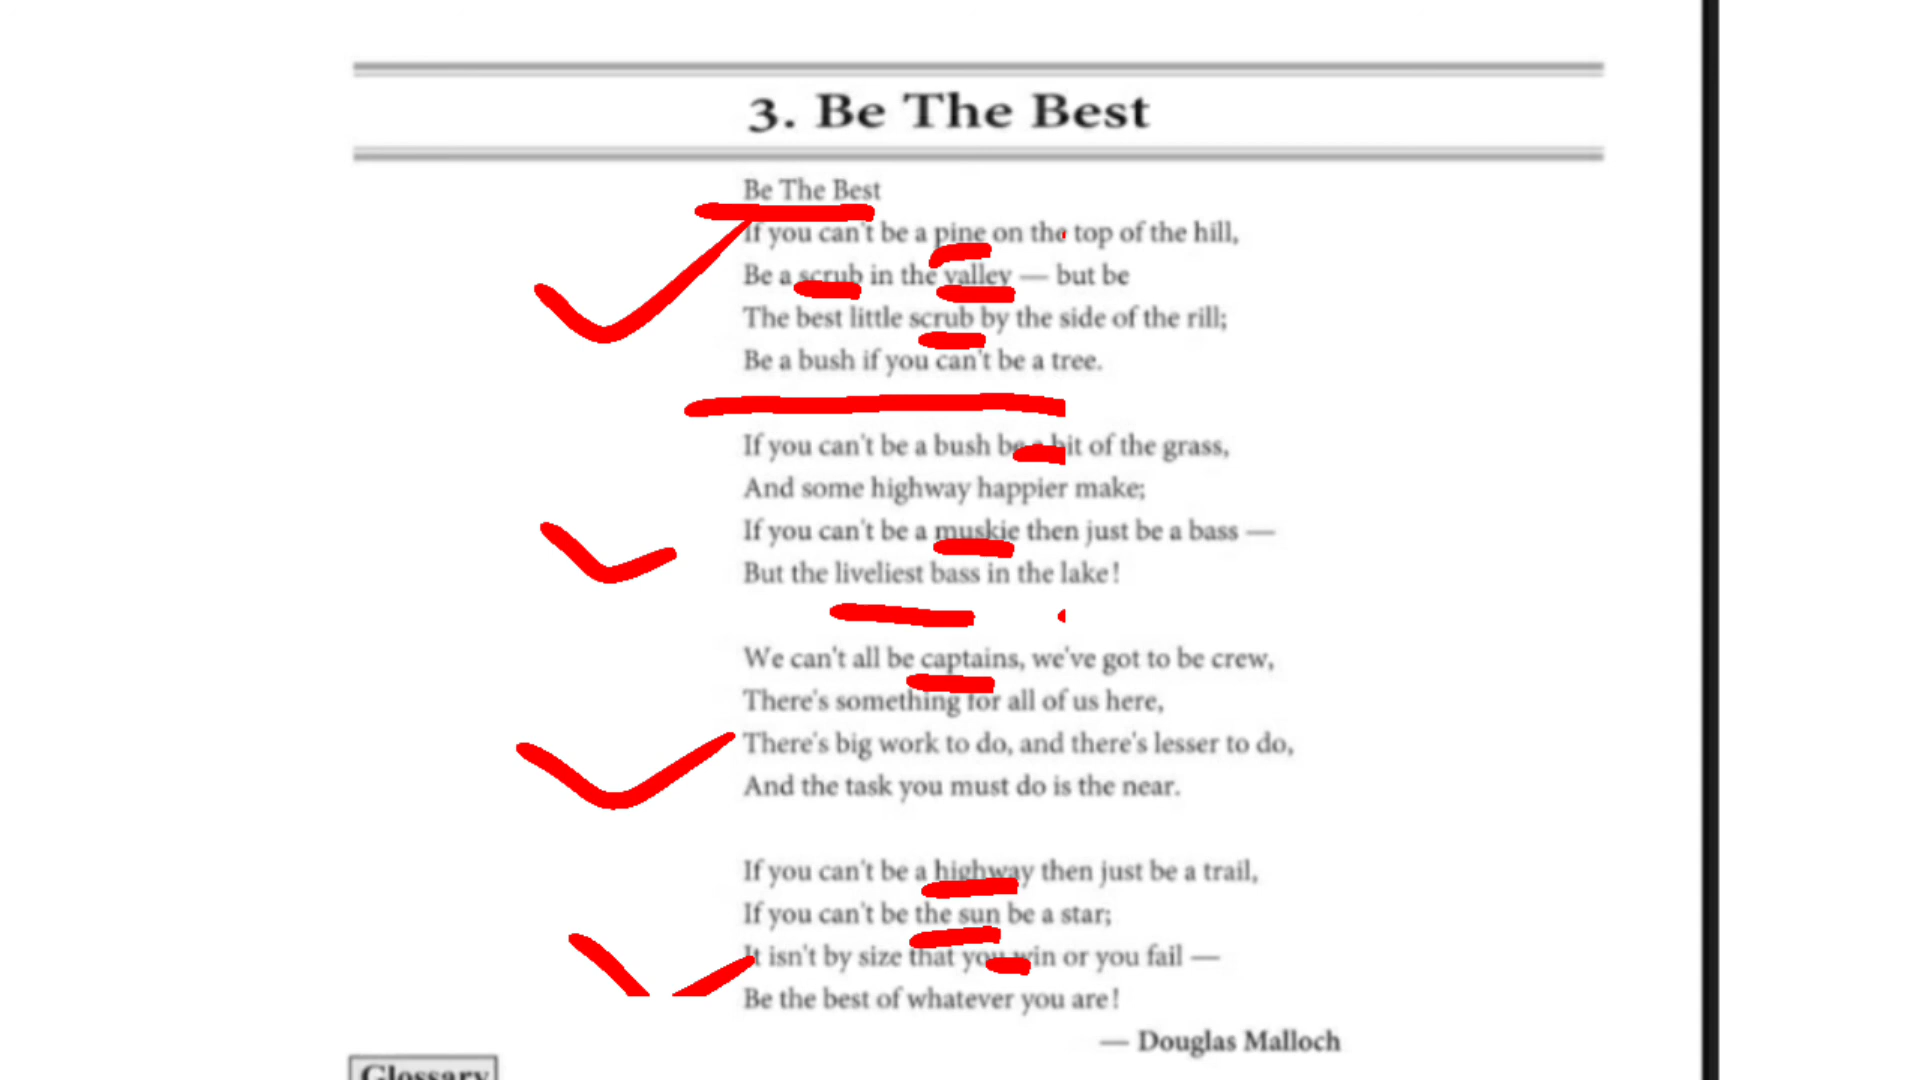 3. Be The Best
Be The Best
If you can't be a pine on the top of the hill,
Be a scrub in the valley — but be
The best little scrub by the side of the rill;
Be a bush if you can't be a tree.
If you can't be a bush be a bit of the grass,
And some highway happier make;
If you can't be a muskie then just be a bass —
But the liveliest bass in the lake!
We can't all be captains, we've got to be crew,
There's something for all of us here,
There's big work to do, and there's lesser to do,
And the task you must do is the near.
If you can't be a highway then just be a trail,
If you can't be the sun be a star;
It isn't by size that you win or you fail —
Be the best of whatever you are!
— Douglas Malloch
Glossary